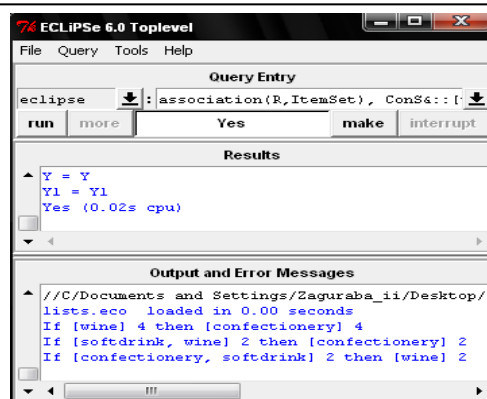 ECLiPSe 6.0 Toplevel
File Query Tools Help
Query Entry
eclipse : association(R,ItemSet), ConS&::[
run more Yes make interrupt
Results
Y = Y
Y1 = Y1
Yes (0.02s cpu)
Output and Error Messages
//C/Documents and Settings/Zaguraba_ii/Desktop/
lists.eco loaded in 0.00 seconds
If [wine] 4 then [confectionery] 4
If [softdrink, wine] 2 then [confectionery] 2
If [confectionery, softdrink] 2 then [wine] 2